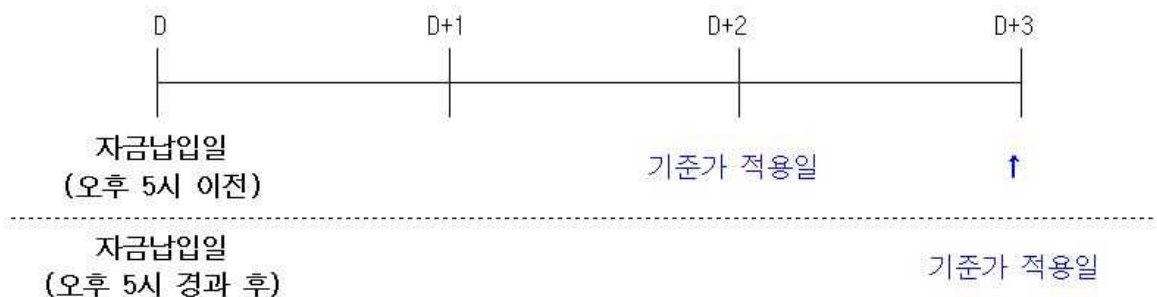 D D+1 D+2 D+3
자금납입일
(오후 5시 이전)
기준가 적용일 ↑
자금납입일
(오후 5시 경과 후)
기준가 적용일